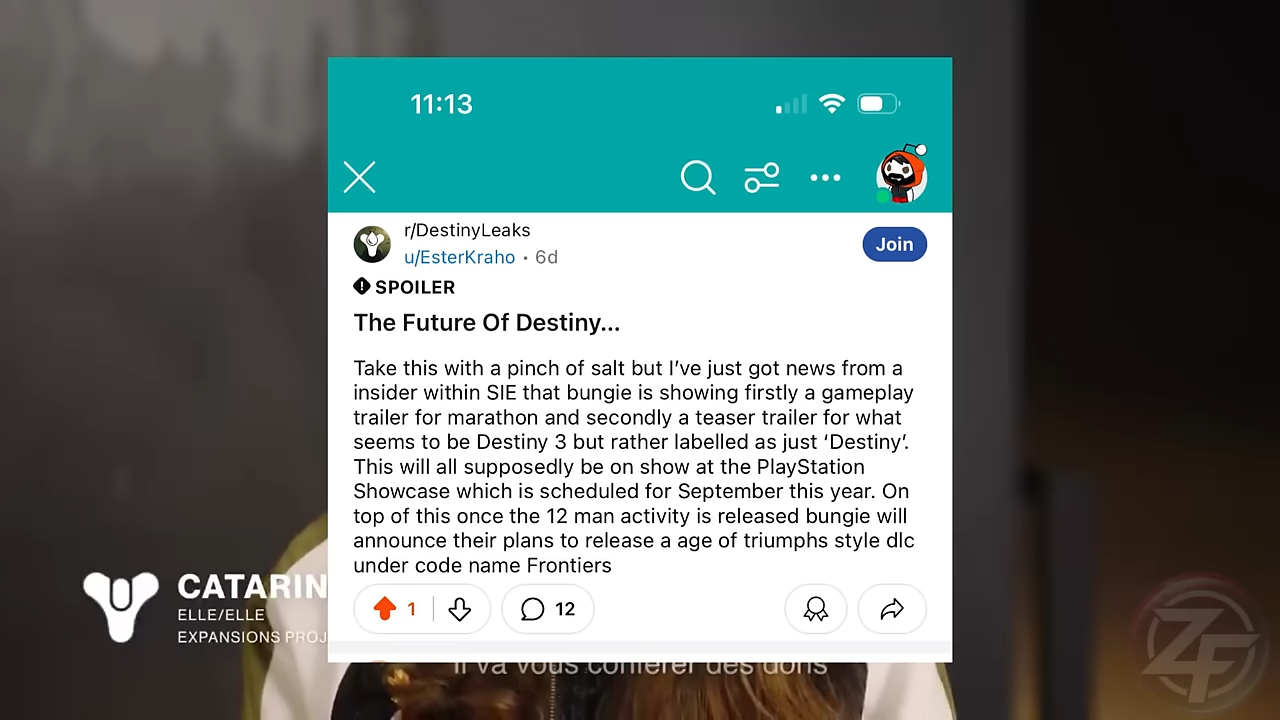 11:13
r/DestinyLeaks
u/EsterKraho • 6d
SPOILER
Join
The Future Of Destiny...
Take this with a pinch of salt but I've just got news from a
insider within SIE that bungie is showing firstly a gameplay
trailer for marathon and secondly a teaser trailer for what
seems to be Destiny 3 but rather labelled as just 'Destiny'.
This will all supposedly be on show at the PlayStation
Showcase which is scheduled for September this year. On
top of this once the 12 man activity is released bungie will
announce their plans to release a age of triumphs style dlc
under code name Frontiers
1
12
CATARIN
ELLE/ELLE
EXPANSIONS PROJ
Il va vous conférer des dons
ZF